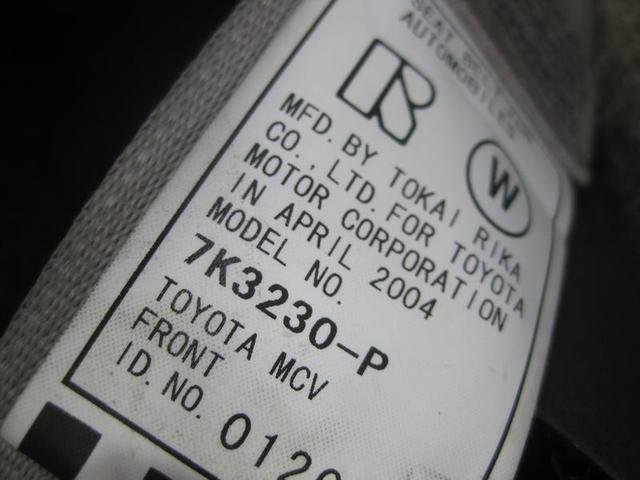 SEAT BELT
AUTOMOBILES
R
W
MFD. BY TOKAI RIKA
CO., LTD. FOR TOYOTA
MOTOR CORPORATION
IN APRIL 2004
MODEL NO.
7K3230-P
TOYOTA MCV
FRONT
ID. NO. 012